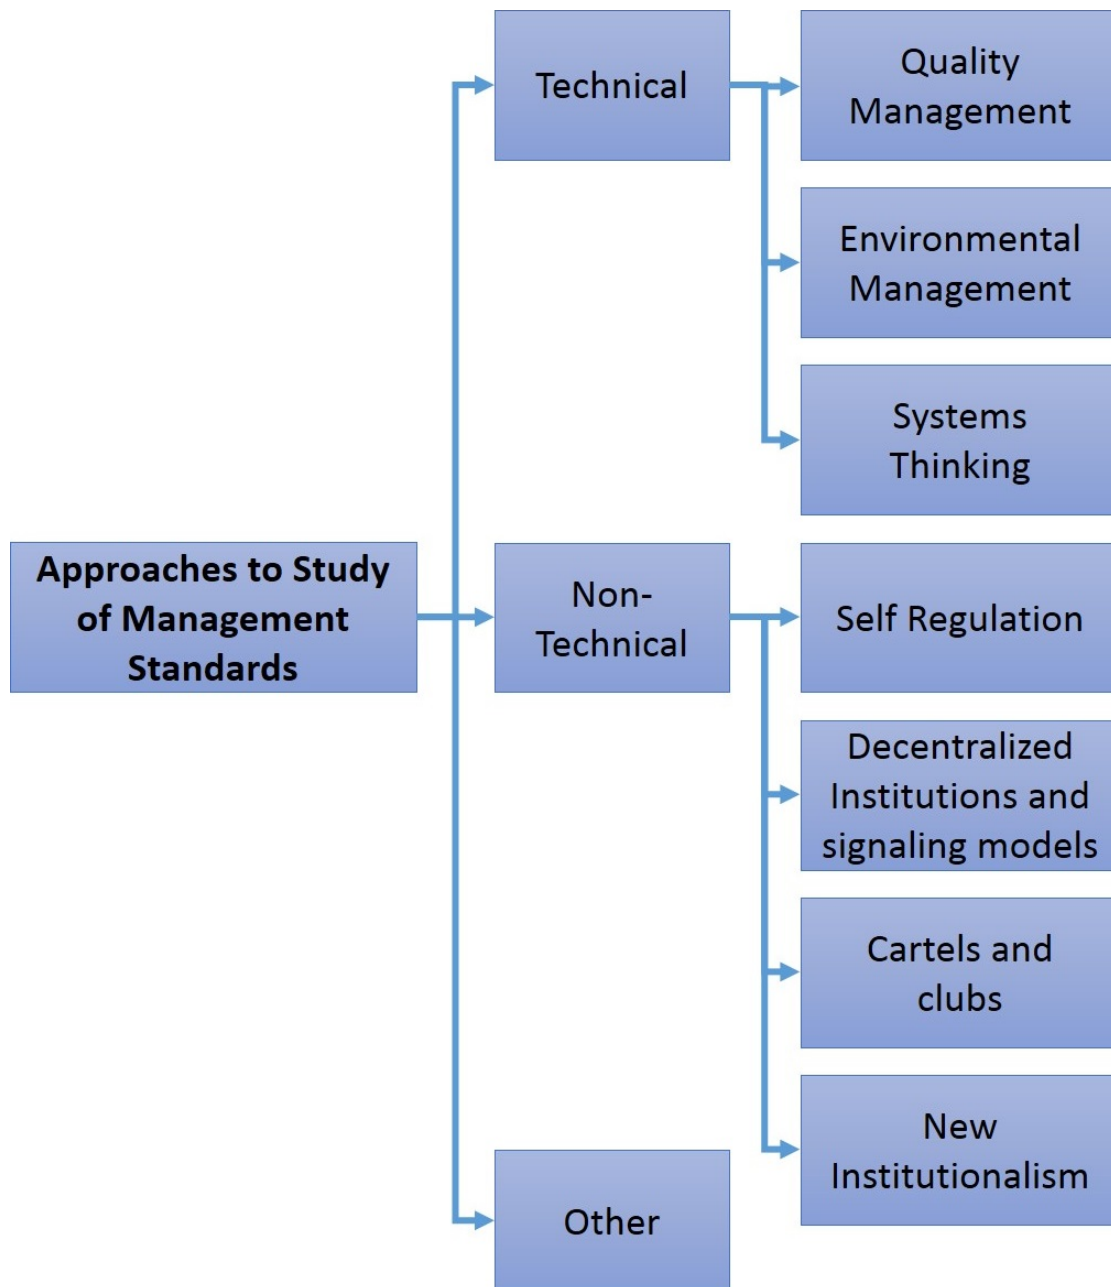 Technical
Quality
Management
Environmental
Management
Systems
Thinking
Approaches to Study
of Management
Standards
Non-
Technical
Self Regulation
Decentralized
Institutions and
signaling models
Cartels and
clubs
New
Institutionalism
Other